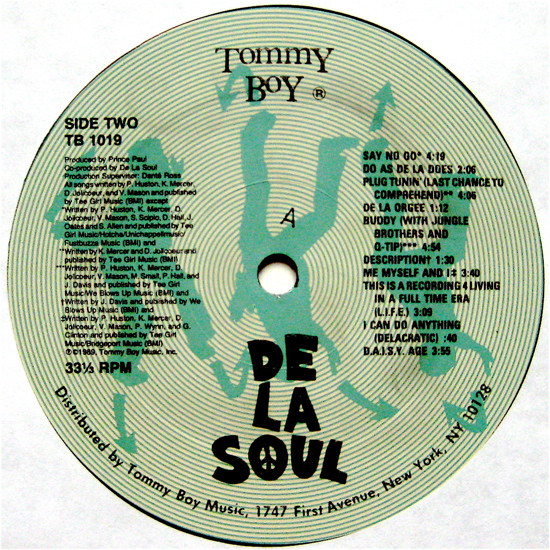 Tommy
Boy ®
SIDE TWO
TB 1019
Produced by Prince Paul
Co-produced by De La Soul
Production Supervisor: Dante Ross
All songs written by P. Huston, K. Mercer,
D. Jolicoeur, and V. Mason and published
by Tee Girl Music (BMI) except
*Written by P. Huston, K. Mercer, D.
Jolicoeur, V. Mason, S. Scipio, D. Hall, J.
Oates and S. Allen and published by Tee
Girl Music/Hotcha/Unichappellmusic/
Fustbuzza Music (BMI) and
**Written by K. Mercer and D. Jolicoeur and
published by Tee Girl Music (BMI)
***Written by P. Huston, K. Mercer, D.
Jolicoeur, V. Mason, M. Small, P. Hall, and
J. Davis and published by Tee Girl
Music/We Blows Up Music (BMI) and
†Written by J. Davis and published by We
Blows Up Music (BMI) and
‡Written by P. Huston, K. Mercer, D.
Jolicoeur, V. Mason, P. Wynn, and G.
Clinton and published by Tee Girl
Music/Bridgeport Music (BMI)
℗©1989, Tommy Boy Music, Inc.
33⅓ RPM
A
SAY NO GO* 4:19
DO AS DE LA DOES 2:06
PLUG TUNIN' (LAST CHANCE TO
COMPREHEND)** 4:06
DE LA ORGEE 1:12
BUDDY (WITH JUNGLE
BROTHERS AND
Q-TIP)*** 4:54
DESCRIPTION† 1:30
ME MYSELF AND I‡ 3:40
THIS IS A RECORDING 4 LIVING
IN A FULL TIME ERA
(L.I.F.E.) 3:09
I CAN DO ANYTHING
(DELACRATIC) :40
D.A.I.S.Y. AGE 3:55
DE
LA
SOUL
Distributed by Tommy Boy Music, 1747 First Avenue, New York, NY 10128